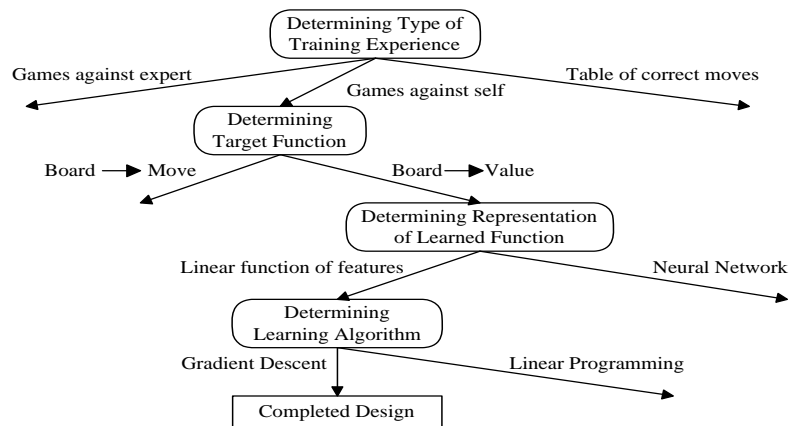 Determining Type of
Training Experience
Games against expert
Table of correct moves
Games against self
Determining
Target Function
Board Move
Board Value
Determining Representation
of Learned Function
Linear function of features
Neural Network
Determining
Learning Algorithm
Gradient Descent
Linear Programming
Completed Design